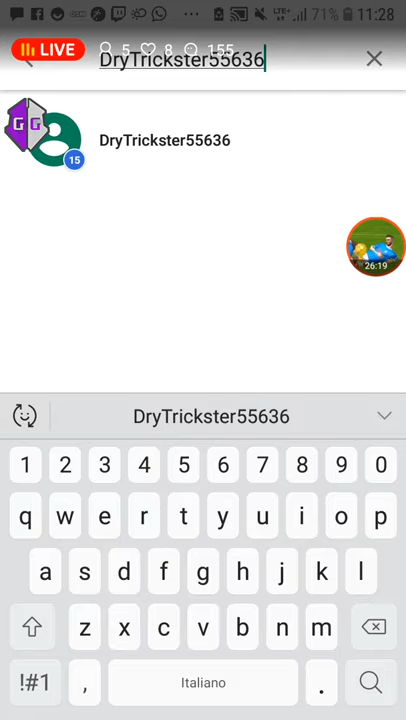 71% 11:28
LIVE 5 8 155
DryTrickster55636
G G
15
DryTrickster55636
26:19
DryTrickster55636
1 2 3 4 5 6 7 8 9 0
q w e r t y u i o p
a s d f g h j k l
z x c v b n m
!#1 , Italiano .